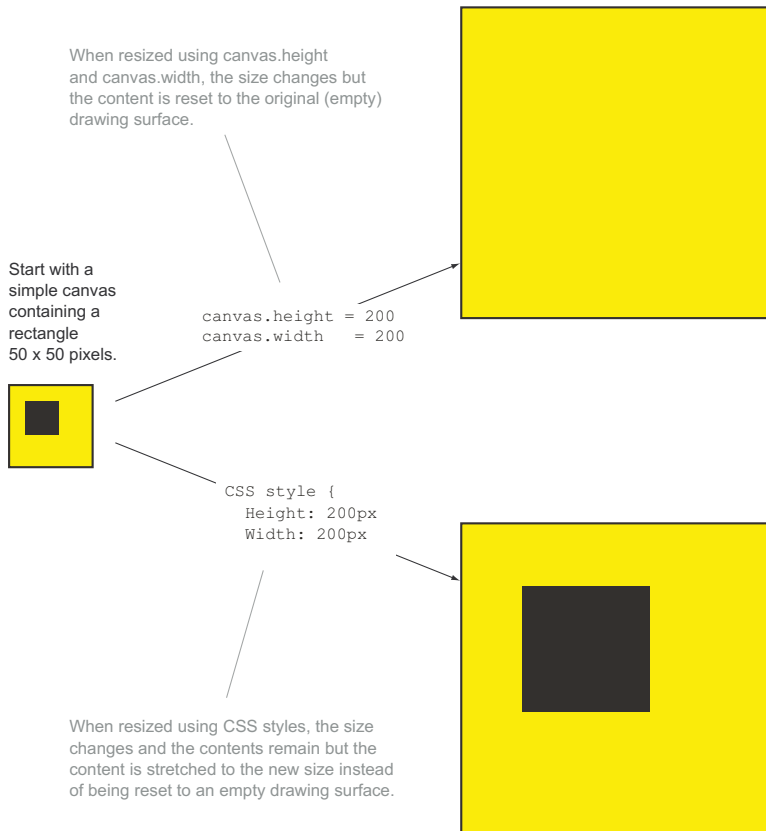 When resized using canvas.height
and canvas.width, the size changes but
the content is reset to the original (empty)
drawing surface.
Start with a
simple canvas
containing a
rectangle
50 x 50 pixels.
canvas.height = 200
canvas.width   = 200
CSS style {
Height: 200px
Width: 200px
When resized using CSS styles, the size
changes and the contents remain but the
content is stretched to the new size instead
of being reset to an empty drawing surface.